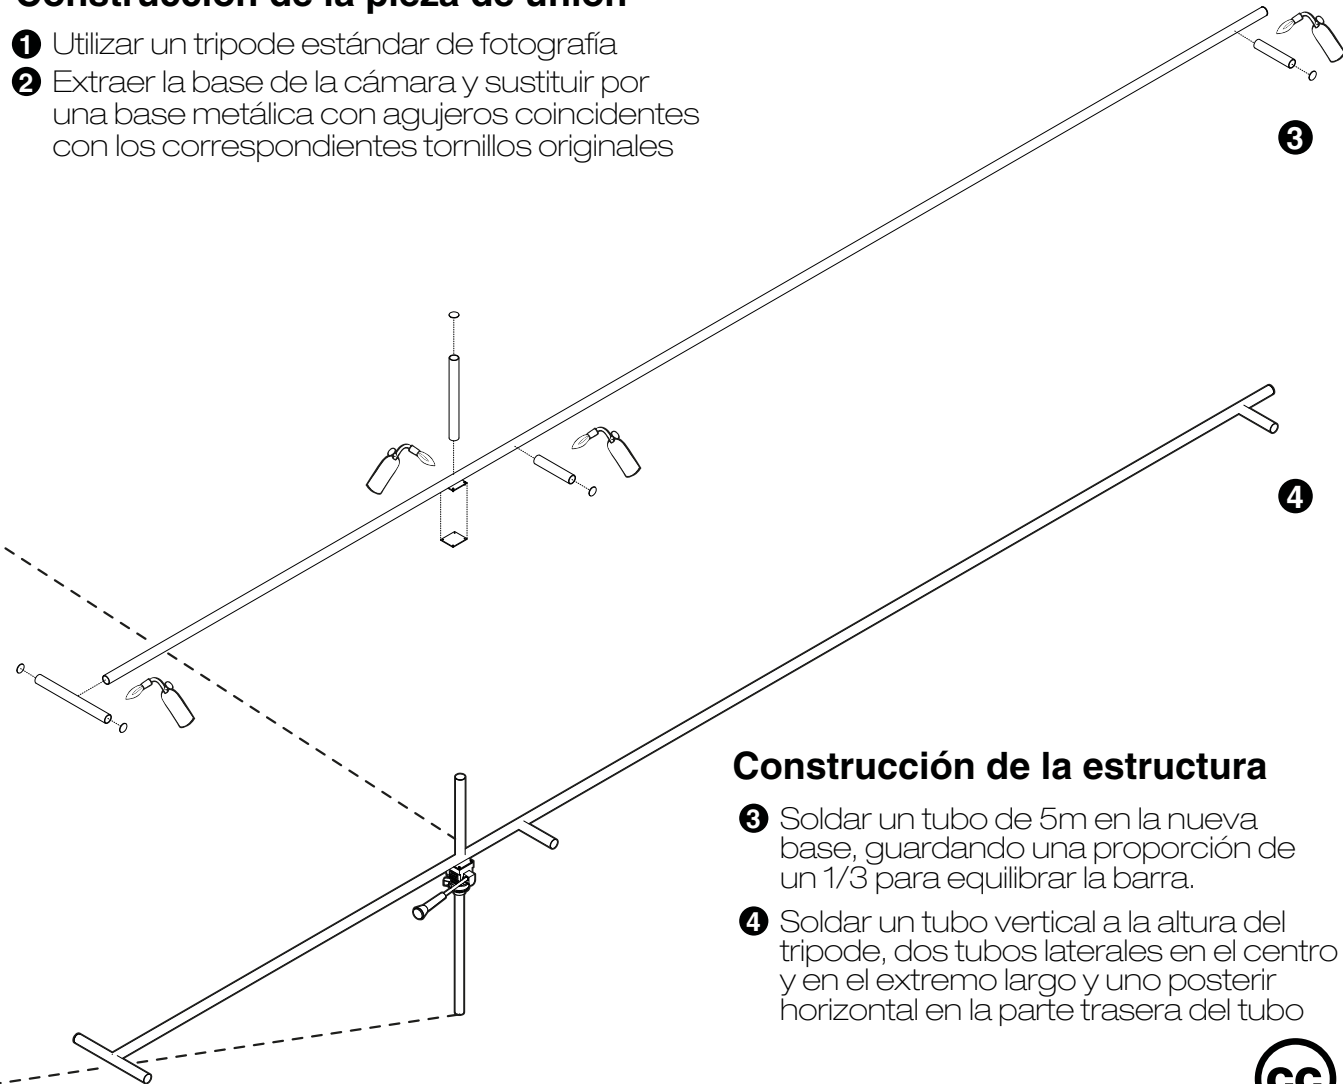 Construcción de la pieza de unión
1 Utilizar un tripode estándar de fotografía
2 Extraer la base de la cámara y sustituir por
una base metálica con agujeros coincidentes
con los correspondientes tornillos originales
3
4
Construcción de la estructura
3 Soldar un tubo de 5m en la nueva
base, guardando una proporción de
un 1/3 para equilibrar la barra.
4 Soldar un tubo vertical a la altura del
tripode, dos tubos laterales en el centro
y en el extremo largo y uno posterir
horizontal en la parte trasera del tubo
cc